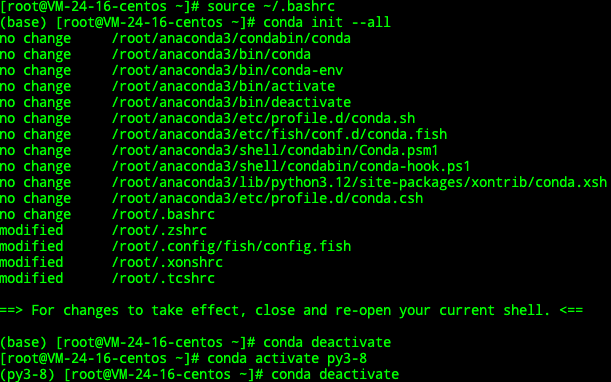 [root@VM-24-16-centos ~]# source ~/.bashrc
(base) [root@VM-24-16-centos ~]# conda init --all
no change     /root/anaconda3/condabin/conda
no change     /root/anaconda3/bin/conda
no change     /root/anaconda3/bin/conda-env
no change     /root/anaconda3/bin/activate
no change     /root/anaconda3/bin/deactivate
no change     /root/anaconda3/etc/profile.d/conda.sh
no change     /root/anaconda3/etc/fish/conf.d/conda.fish
no change     /root/anaconda3/shell/condabin/Conda.psm1
no change     /root/anaconda3/shell/condabin/conda-hook.ps1
no change     /root/anaconda3/lib/python3.12/site-packages/xontrib/conda.xsh
no change     /root/anaconda3/etc/profile.d/conda.csh
no change     /root/.bashrc
modified      /root/.zshrc
modified      /root/.config/fish/config.fish
modified      /root/.xonshrc
modified      /root/.tcshrc
==> For changes to take effect, close and re-open your current shell. <==
(base) [root@VM-24-16-centos ~]# conda deactivate
[root@VM-24-16-centos ~]# conda activate py3-8
(py3-8) [root@VM-24-16-centos ~]# conda deactivate